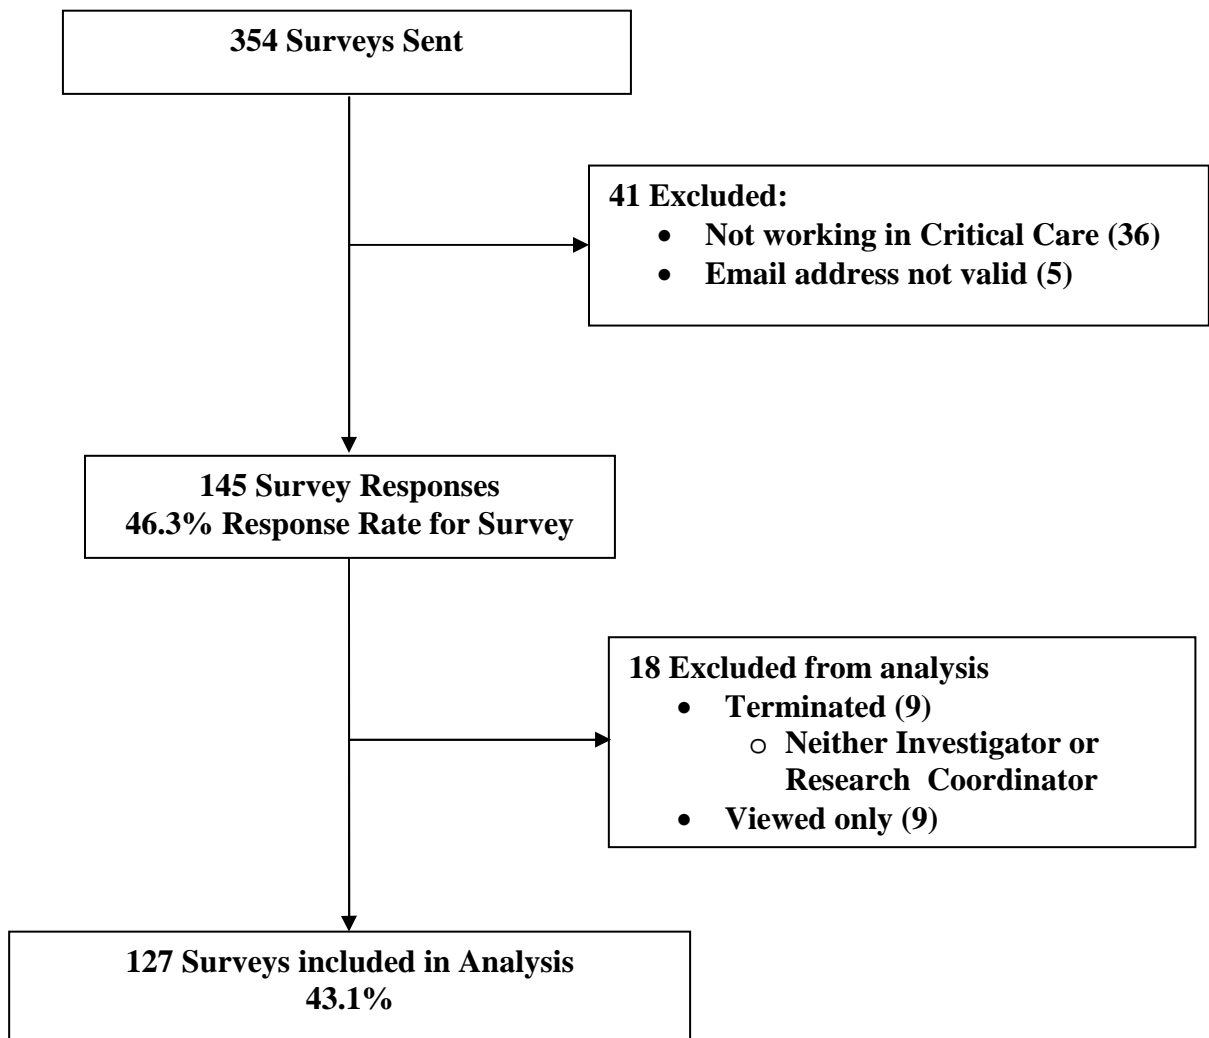 354 Surveys Sent
41 Excluded:
• Not working in Critical Care (36)
• Email address not valid (5)
145 Survey Responses
46.3% Response Rate for Survey
18 Excluded from analysis
• Terminated (9)
o Neither Investigator or
Research Coordinator
• Viewed only (9)
127 Surveys included in Analysis
43.1%